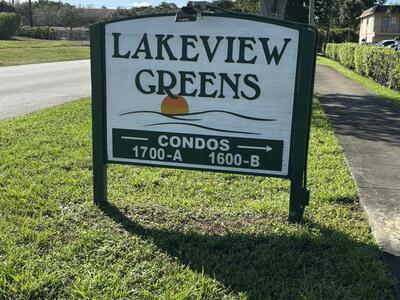 LAKEVIEW
GREENS
CONDOS
1700-A 1600-B